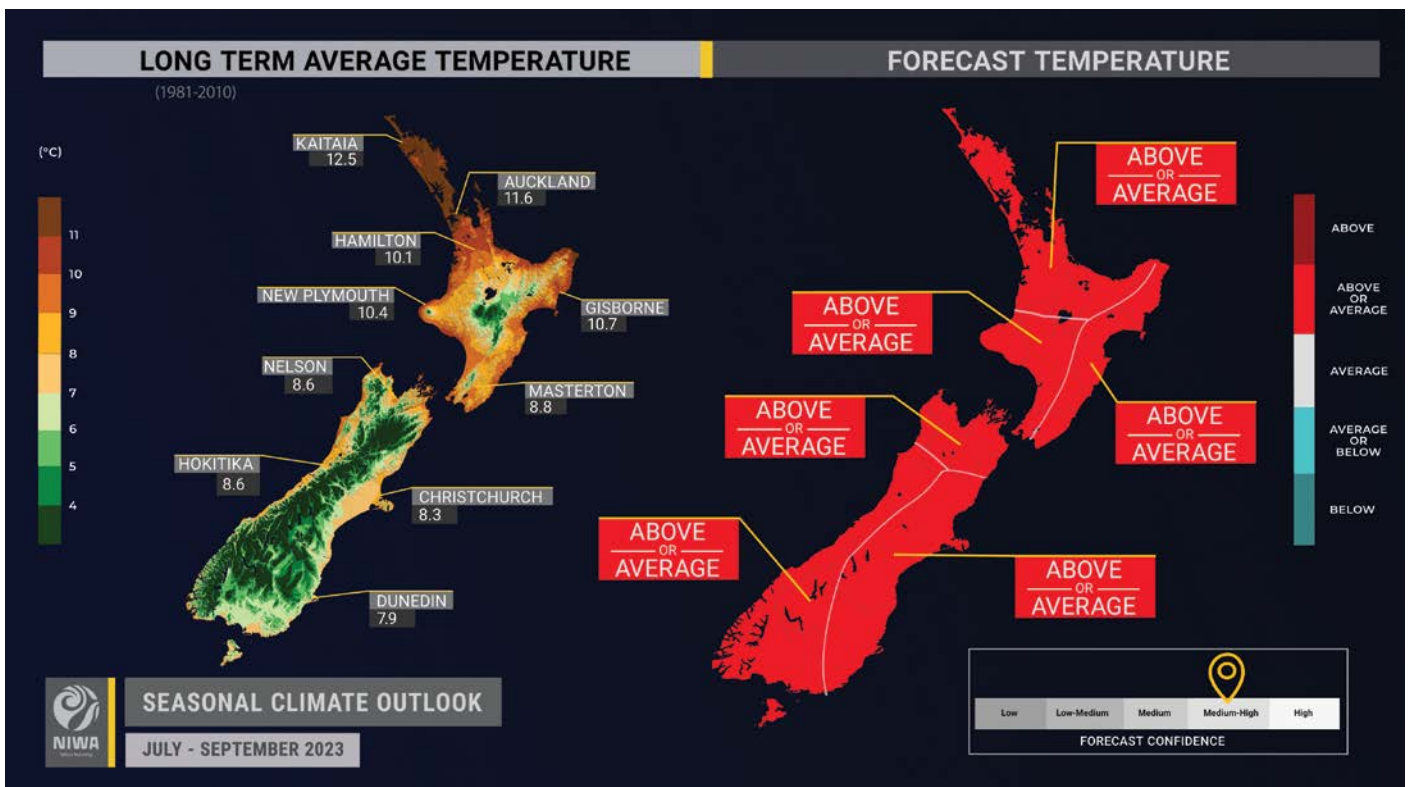 LONG TERM AVERAGE TEMPERATURE
(1981-2010)
(°C)
11
10
9
8
7
6
5
4
KAITAIA
12.5
AUCKLAND
11.6
HAMILTON
10.1
NEW PLYMOUTH
10.4
GISBORNE
10.7
NELSON
8.6
MASTERTON
8.8
HOKITIKA
8.6
CHRISTCHURCH
8.3
DUNEDIN
7.9
NIWA
SEASONAL CLIMATE OUTLOOK
JULY - SEPTEMBER 2023
FORECAST TEMPERATURE
ABOVE
OR
AVERAGE
ABOVE
OR
AVERAGE
ABOVE
OR
AVERAGE
ABOVE
OR
AVERAGE
ABOVE
OR
AVERAGE
ABOVE
OR
AVERAGE
ABOVE
ABOVE
OR
AVERAGE
AVERAGE
AVERAGE
OR
BELOW
BELOW
Low Low-Medium Medium Medium-High High
FORECAST CONFIDENCE